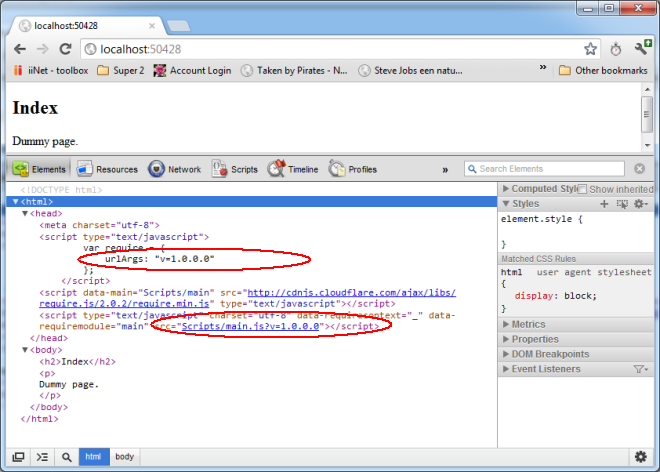 localhost:50428
localhost:50428
iiNet - toolbox Super 2 Account Login Taken by Pirates - N... Steve Jobs een natu... » Other bookmarks
Index
Dummy page.
Elements Resources Network Scripts Timeline Profiles » Search Elements
<!DOCTYPE html>
<html>
<head>
<meta charset="utf-8">
<script type="text/javascript">
var require = {
urlArgs: "v=1.0.0.0"
};
</script>
<script data-main="Scripts/main" src="http://cdnjs.cloudflare.com/ajax/libs/
require.js/2.0.2/require.min.js" type="text/javascript"></script>
<script type="text/javascript" charset="utf-8" data-requirecontext="_" data-
requiremodule="main" src="Scripts/main.js?v=1.0.0.0"></script>
</head>
<body>
<h2>Index</h2>
<p>
Dummy page.
</p>
</body>
</html>
Computed Style Show inherited
Styles
element.style {
}
Matched CSS Rules
html user agent stylesheet
{
display: block;
}
Metrics
Properties
DOM Breakpoints
Event Listeners
html body